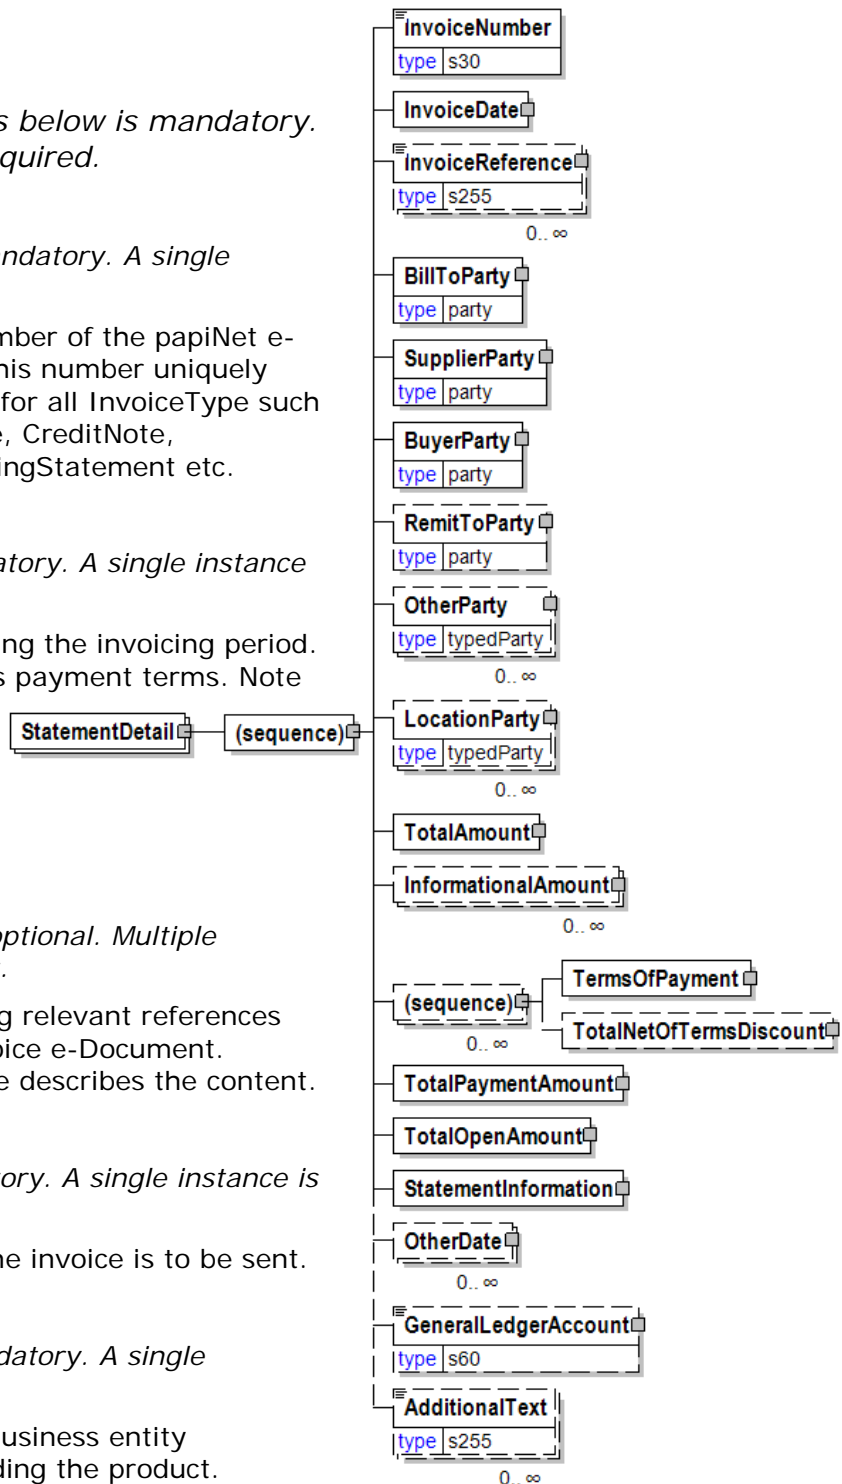 InvoiceNumber
type s30
InvoiceDate
s below is mandatory.
quired.
InvoiceReference
type s255
0.. ∞
ndatory. A single
BillToParty
type party
mber of the papiNet e-
his number uniquely
for all InvoiceType such
e, CreditNote,
ingStatement etc.
SupplierParty
type party
BuyerParty
type party
RemitToParty
type party
atory. A single instance
OtherParty
type typedParty
0.. ∞
ing the invoicing period.
s payment terms. Note
StatementDetail
(sequence)
LocationParty
type typedParty
0.. ∞
TotalAmount
InformationalAmount
0.. ∞
optional. Multiple
.
g relevant references
oice e-Document.
e describes the content.
(sequence)
0.. ∞
TermsOfPayment
TotalNetOfTermsDiscount
TotalPaymentAmount
TotalOpenAmount
StatementInformation
tory. A single instance is
OtherDate
0.. ∞
he invoice is to be sent.
GeneralLedgerAccount
type s60
datory. A single
AdditionalText
type s255
0.. ∞
usiness entity
ding the product.